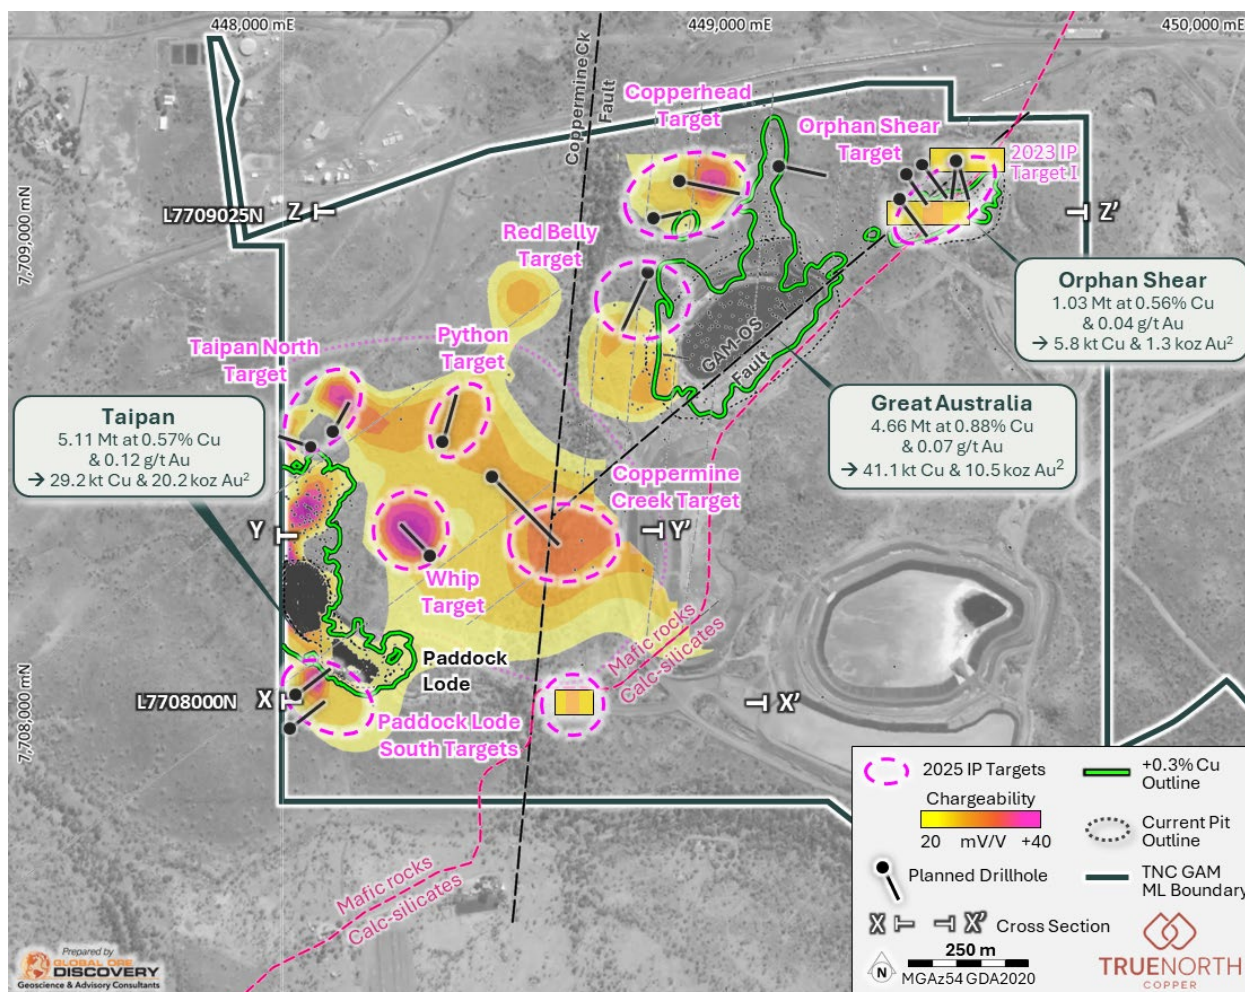 448,000 mE
449,000 mE
450,000 mE
7,709,000 mN
7,708,000 mN
Coppermine Ck
Fault
Copperhead
Target
Orphan Shear
Target
2023 IP
Target I
L7709025N
Z
Z'
Red Belly
Target
Orphan Shear
1.03 Mt at 0.56% Cu
& 0.04 g/t Au
→ 5.8 kt Cu & 1.3 koz Au²
GAM-OS
Fault
Python
Target
Taipan North
Target
Taipan
5.11 Mt at 0.57% Cu
& 0.12 g/t Au
→ 29.2 kt Cu & 20.2 koz Au²
Great Australia
4.66 Mt at 0.88% Cu
& 0.07 g/t Au
→ 41.1 kt Cu & 10.5 koz Au²
Coppermine
Creek Target
Y
Y'
Whip
Target
Mafic rocks
Calc-silicates
Paddock
Lode
L7708000N
X
X'
Paddock Lode
South Targets
Mafic rocks
Calc-silicates
2025 IP Targets
Chargeability
20 mV/V +40
Planned Drillhole
X X' Cross Section
N
250 m
MGAz54 GDA2020
+0.3% Cu
Outline
Current Pit
Outline
TNC GAM
ML Boundary
TRUENORTH
COPPER
Prepared by
GLOBAL ORE
DISCOVERY
Geoscience & Advisory Consultants